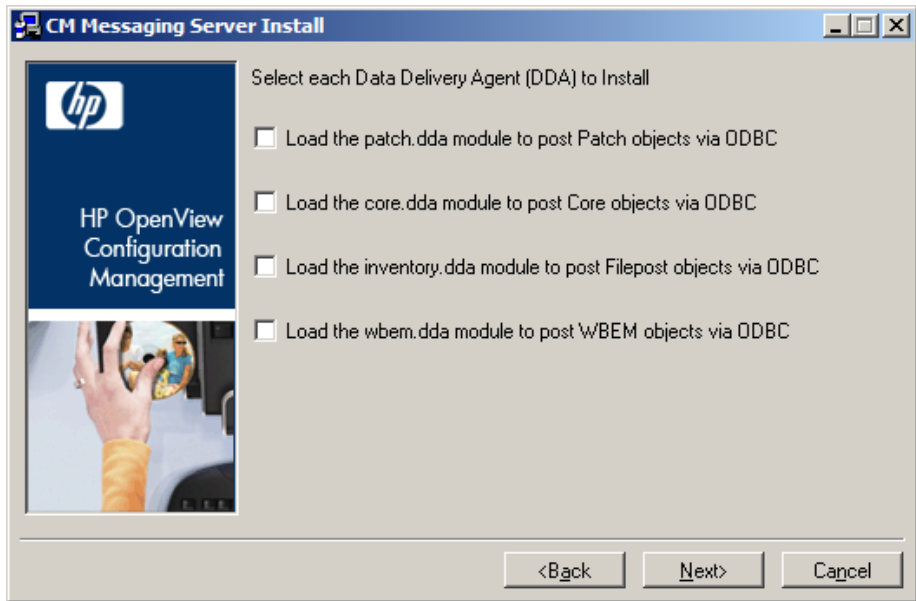 CM Messaging Server Install
hp
Select each Data Delivery Agent (DDA) to Install
Load the patch.dda module to post Patch objects via ODBC
Load the core.dda module to post Core objects via ODBC
Load the inventory.dda module to post Filepost objects via ODBC
Load the wbem.dda module to post WBEM objects via ODBC
HP OpenView
Configuration
Management
<Back
Next>
Cancel